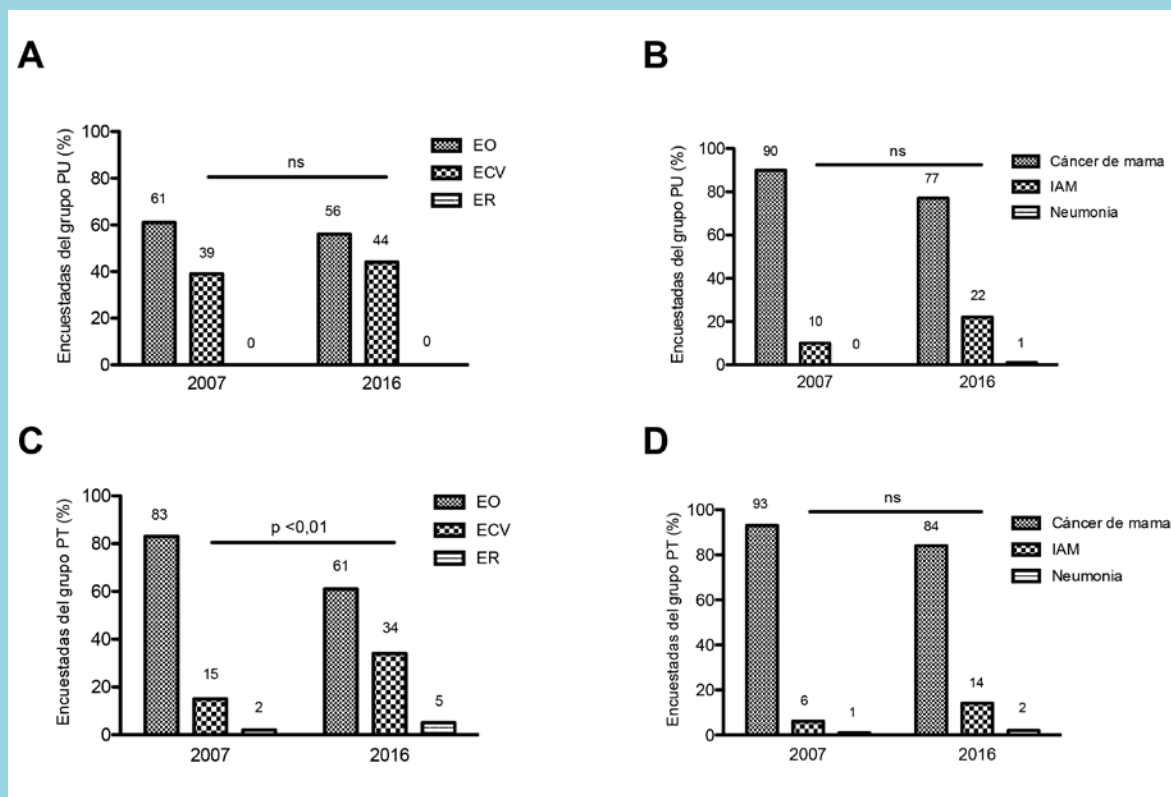 A
Encuestadas del grupo PU (%)
100
80
60
40
20
0
ns
61
39
0
56
44
0
2007
2016
EO
ECV
ER
B
Encuestadas del grupo PU (%)
100
80
60
40
20
0
ns
90
10
0
77
22
1
2007
2016
Cáncer de mama
IAM
Neumonia
C
Encuestadas del grupo PT (%)
100
80
60
40
20
0
p <0,01
83
15
2
61
34
5
2007
2016
EO
ECV
ER
D
Encuestadas del grupo PT (%)
100
80
60
40
20
0
ns
93
6
1
84
14
2
2007
2016
Cáncer de mama
IAM
Neumonia